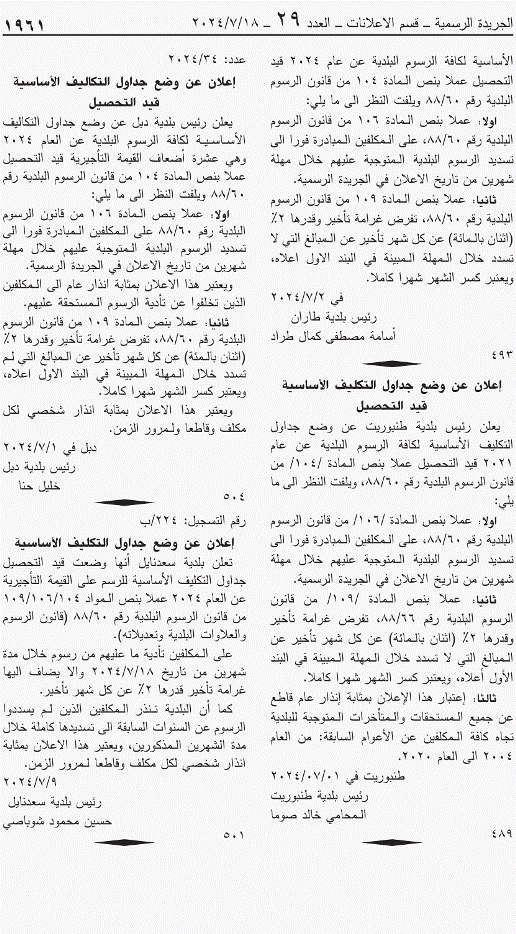 الجريدة الرسمية ــ قسم الاعلانات ــ العدد ٢٩ ــ ٢٠٢٤/٧/١٨
١٩٦١
الأساسية لكافة الرسوم البلدية عن عام ٢٠٢٤ قيد
التحصيل عملا بنص المادة ١٠٤ من قانون الرسوم
البلدية رقم ٨٨/٦٠ ويلفت النظر الى ما يلي:
اولا: عملا بنص المادة ١٠٦ من قانون الرسوم
البلدية رقم ٨٨/٦٠، على المكلفين المبادرة فورا الى
تسديد الرسوم البلدية المتوجبة عليهم خلال مهلة
شهرين من تاريخ الاعلان في الجريدة الرسمية.
ثانيا: عملا بنص المادة ١٠٩ من قانون الرسوم
البلدية رقم ٨٨/٦٠، تفرض غرامة تأخير وقدرها ٢٪
(اثنان بالمائة) عن كل شهر تأخير عن المبالغ التي لا
تسدد خلال المهلة المبينة في البند الاول اعلاه،
ويعتبر كسر الشهر شهرا كاملا.
في ٢٠٢٤/٧/٢
رئيس بلدية طاران
أسامة مصطفى كمال طراد
٤٩٣
إعلان عن وضع جداول التكليف الأساسية
قيد التحصيل
يعلن رئيس بلدية طنبوريت عن وضع جداول
التكليف الأساسية لكافة الرسوم البلدية عن عام
٢٠٢١ قيد التحصيل عملا بنص المادة /١٠٤/ من
قانون الرسوم البلدية رقم ٨٨/٦٠، ويلفت النظر الى ما
يلي:
اولا: عملا بنص المادة /١٠٦/ من قانون الرسوم
البلدية رقم ٨٨/٦٠، على المكلفين المبادرة فورا الى
تسديد الرسوم البلدية المتوجبة عليهم خلال مهلة
شهرين من تاريخ الإعلان في الجريدة الرسمية.
ثانيا: عملا بنص المادة /١٠٩/ من قانون
الرسوم البلدية رقم ٨٨/٦٦، تفرض غرامة تأخير
وقدرها ٢٪ (اثنان بالمائة) عن كل شهر تأخير عن
المبالغ التي لا تسدد خلال المهلة المبينة في البند
الأول أعلاه، ويعتبر كسر الشهر شهرا كاملا.
ثالثا: إعتبار هذا الإعلان بمثابة إنذار عام قاطع
عن جميع المستحقات والمتأخرات المتوجبة للبلدية
تجاه كافة المكلفين عن الأعوام السابقة: من العام
٢٠٠٤ الى العام ٢٠٢٠.
طنبوريت في ٢٠٢٤/٠٧/٠١
رئيس بلدية طنبوريت
المحامي خالد صوما
٤٨٩
عدد: ٢٠٢٤/٣٤
إعلان عن وضع جداول التكاليف الأساسية
قيد التحصيل
يعلن رئيس بلدية دبل عن وضع جداول التكاليف
الأساسية لكافة الرسوم البلدية عن العام ٢٠٢٤
وهي عشرة أضعاف القيمة التأجيرية قيد التحصيل
عملا بنص المادة ١٠٤ من قانون الرسوم البلدية رقم
٨٨/٦٠ ويلفت النظر الى ما يلي:
اولا: عملا بنص المادة ١٠٦ من قانون الرسوم
البلدية رقم ٨٨/٦٠ على المكلفين المبادرة فورا الى
تسديد الرسوم البلدية المتوجبة عليهم خلال مهلة
شهرين من تاريخ الاعلان في الجريدة الرسمية.
ويعتبر هذا الاعلان بمثابة انذار عام الى المكلفين
الذين تخلفوا عن تأدية الرسوم المستحقة عليهم.
ثانيا: عملا بنص المادة ١٠٩ من قانون الرسوم
البلدية رقم ٨٨/٦٠، تفرض غرامة تأخير وقدرها ٢٪
(اثنان بالمئة) عن كل شهر تأخير عن المبالغ التي لم
تسدد خلال المهلة المبينة في البند الاول اعلاه،
ويعتبر كسر الشهر شهرا كاملا.
ويعتبر هذا الاعلان بمثابة انذار شخصي لكل
مكلف وقاطعا ولمرور الزمن.
دبل في ٢٠٢٤/٧/١
رئيس بلدية دبل
خليل حنا
٥٠٤
رقم التسجيل: ٢٢٤/ب
إعلان عن وضع جداول التكليف الأساسية
تعلن بلدية سعدنايل أنها وضعت قيد التحصيل
جداول التكليف الأساسية للرسم على القيمة التأجيرية
عن العام ٢٠٢٤ عملا بنص المواد ١٠٩/١٠٦/١٠٤
من قانون الرسوم البلدية رقم ٨٨/٦٠ (قانون الرسوم
والعلاوات البلدية وتعديلاته).
على المكلفين تأدية ما عليهم من رسوم خلال مدة
شهرين من تاريخ ٢٠٢٤/٧/١٨ والا يضاف اليها
غرامة تأخير قدرها ٢٪ عن كل شهر تأخير.
كما أن البلدية تنذر المكلفين الذين لم يسددوا
الرسوم عن السنوات السابقة الى تسديدها كاملة خلال
مدة الشهرين المذكورين، ويعتبر هذا الاعلان بمثابة
انذار شخصي لكل مكلف وقاطعا لمرور الزمن.
٢٠٢٤/٧/٩
رئيس بلدية سعدنايل
حسين محمود شوباصي
٥٠١